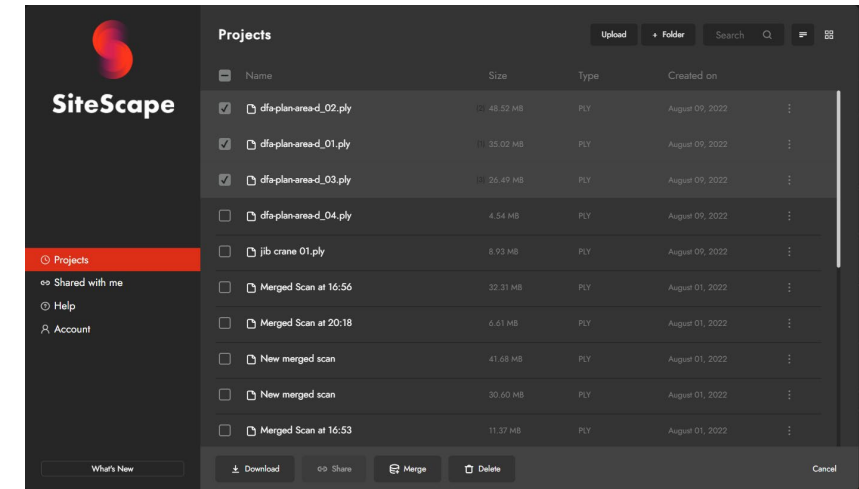 SiteScape
Projects
Shared with me
Help
Account
What's New
Projects Upload + Folder Search
Name Size Type Created on
dfa-plan-area-d_02.ply 48.52 MB PLY August 09, 2022
dfa-plan-area-d_01.ply 35.02 MB PLY August 09, 2022
dfa-plan-area-d_03.ply 26.49 MB PLY August 09, 2022
dfa-plan-area-d_04.ply 4.54 MB PLY August 09, 2022
jib crane 01.ply 8.93 MB PLY August 09, 2022
Merged Scan at 16:56 32.31 MB PLY August 01, 2022
Merged Scan at 20:18 6.61 MB PLY August 01, 2022
New merged scan 41.68 MB PLY August 01, 2022
New merged scan 30.60 MB PLY August 01, 2022
Merged Scan at 16:53 11.37 MB PLY August 01, 2022
Download Share Merge Delete Cancel